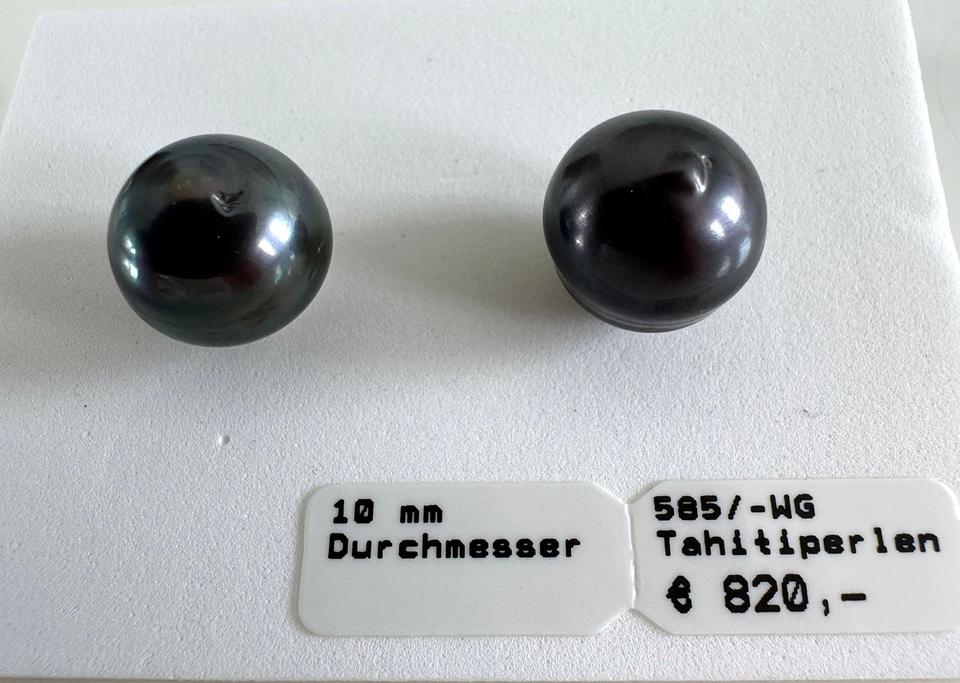 10 mm
Durchmesser
585/-WG
Tahitiperlen
€ 820,-